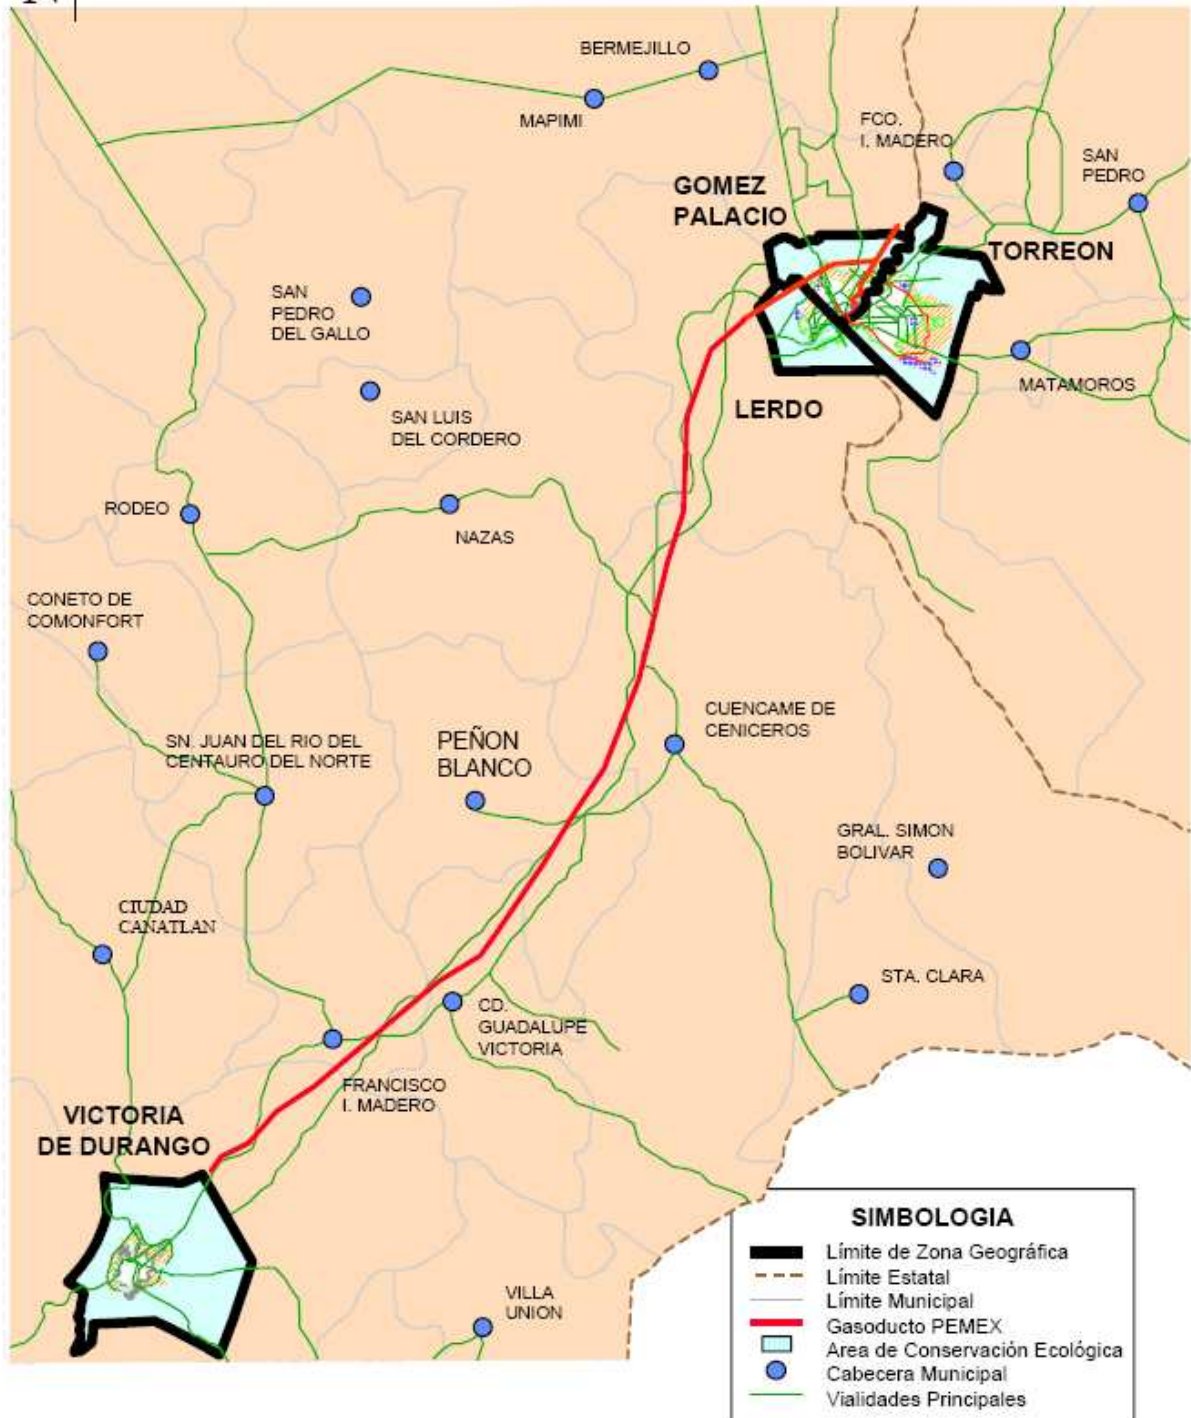 N
BERMEJILLO
MAPIMI
FCO.
I. MADERO
SAN
PEDRO
GOMEZ
PALACIO
TORREON
SAN
PEDRO
DEL GALLO
MATAMOROS
LERDO
SAN LUIS
DEL CORDERO
RODEO
NAZAS
CONETO DE
COMONFORT
CUENCAME DE
CENICEROS
SN. JUAN DEL RIO DEL
CENTAURO DEL NORTE
PEÑON
BLANCO
GRAL. SIMON
BOLIVAR
CIUDAD
CANATLAN
STA. CLARA
CD.
GUADALUPE
VICTORIA
FRANCISCO
I. MADERO
VICTORIA
DE DURANGO
VILLA
UNION
SIMBOLOGIA
Límite de Zona Geográfica
Límite Estatal
Límite Municipal
Gasoducto PEMEX
Area de Conservación Ecológica
Cabecera Municipal
Vialidades Principales